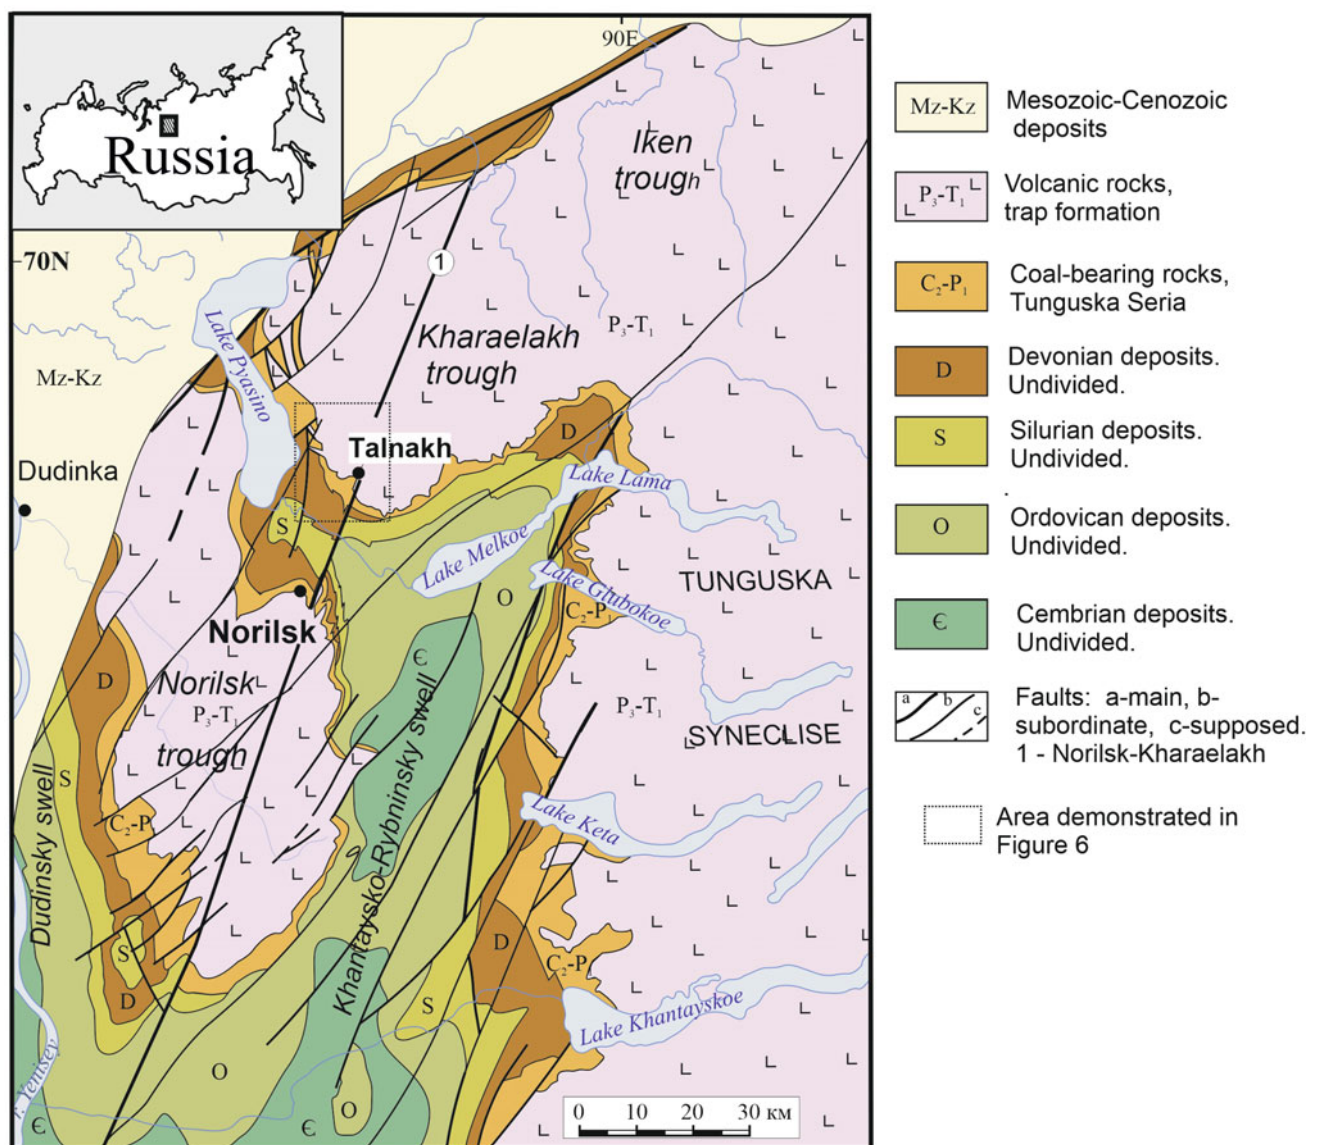 90E
Russia
70N
1
Iken
trough
Kharaelakh
trough
P₃-T₁
Lake Pyasino
Mz-Kz
Dudinka
Talnakh
D
Lake Lama
S
Lake Melkoe
Lake Glubokoe
TUNGUSKA
O
C₂-P₁
Norilsk
Є
D
Norilsk
P₃-T₁
trough
P₃-T₁
SYNECLISE
S
Dudinsky swell
Khantaysko-Rybninsky swell
C₂-P₁
Lake Keta
S
D
D
C₂-P₁
S
Lake Khantayskoe
r. Yenisey
O
O
Є
Є
0 10 20 30 км
Mz-Kz
Mesozoic-Cenozoic
deposits
P₃-T₁
Volcanic rocks,
trap formation
C₂-P₁
Coal-bearing rocks,
Tunguska Seria
D
Devonian deposits.
Undivided.
S
Silurian deposits.
Undivided.
.
O
Ordovican deposits.
Undivided.
Є
Cembrian deposits.
Undivided.
a b c
Faults: a-main, b-
subordinate, c-supposed.
1 - Norilsk-Kharaelakh
Area demonstrated in
Figure 6